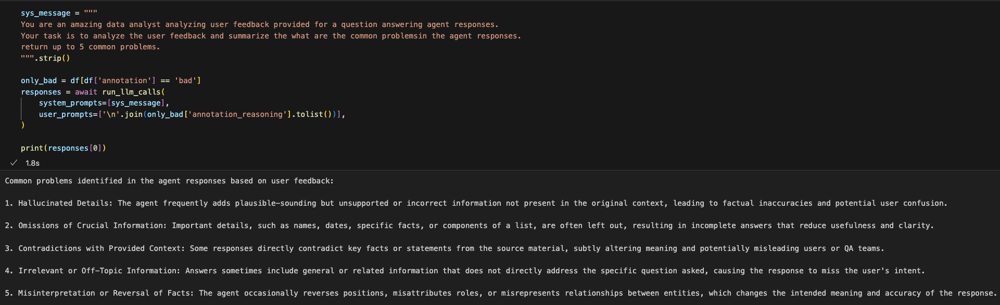 sys_message = """
You are an amazing data analyst analyzing user feedback provided for a question answering agent responses.
Your task is to analyze the user feedback and summarize the what are the common problemsin the agent responses.
return up to 5 common problems.
""".strip()
only_bad = df[df['annotation'] == 'bad']
responses = await run_llm_calls(
    system_prompts=[sys_message],
    user_prompts=['\n'.join(only_bad['annotation_reasoning'].tolist())],
)
print(responses[0])
✓ 1.8s
Common problems identified in the agent responses based on user feedback:
1. Hallucinated Details: The agent frequently adds plausible-sounding but unsupported or incorrect information not present in the original context, leading to factual inaccuracies and potential user confusion.
2. Omissions of Crucial Information: Important details, such as names, dates, specific facts, or components of a list, are often left out, resulting in incomplete answers that reduce usefulness and clarity.
3. Contradictions with Provided Context: Some responses directly contradict key facts or statements from the source material, subtly altering meaning and potentially misleading users or QA teams.
4. Irrelevant or Off-Topic Information: Answers sometimes include general or related information that does not directly address the specific question asked, causing the response to miss the user's intent.
5. Misinterpretation or Reversal of Facts: The agent occasionally reverses positions, misattributes roles, or misrepresents relationships between entities, which changes the intended meaning and accuracy of the response.